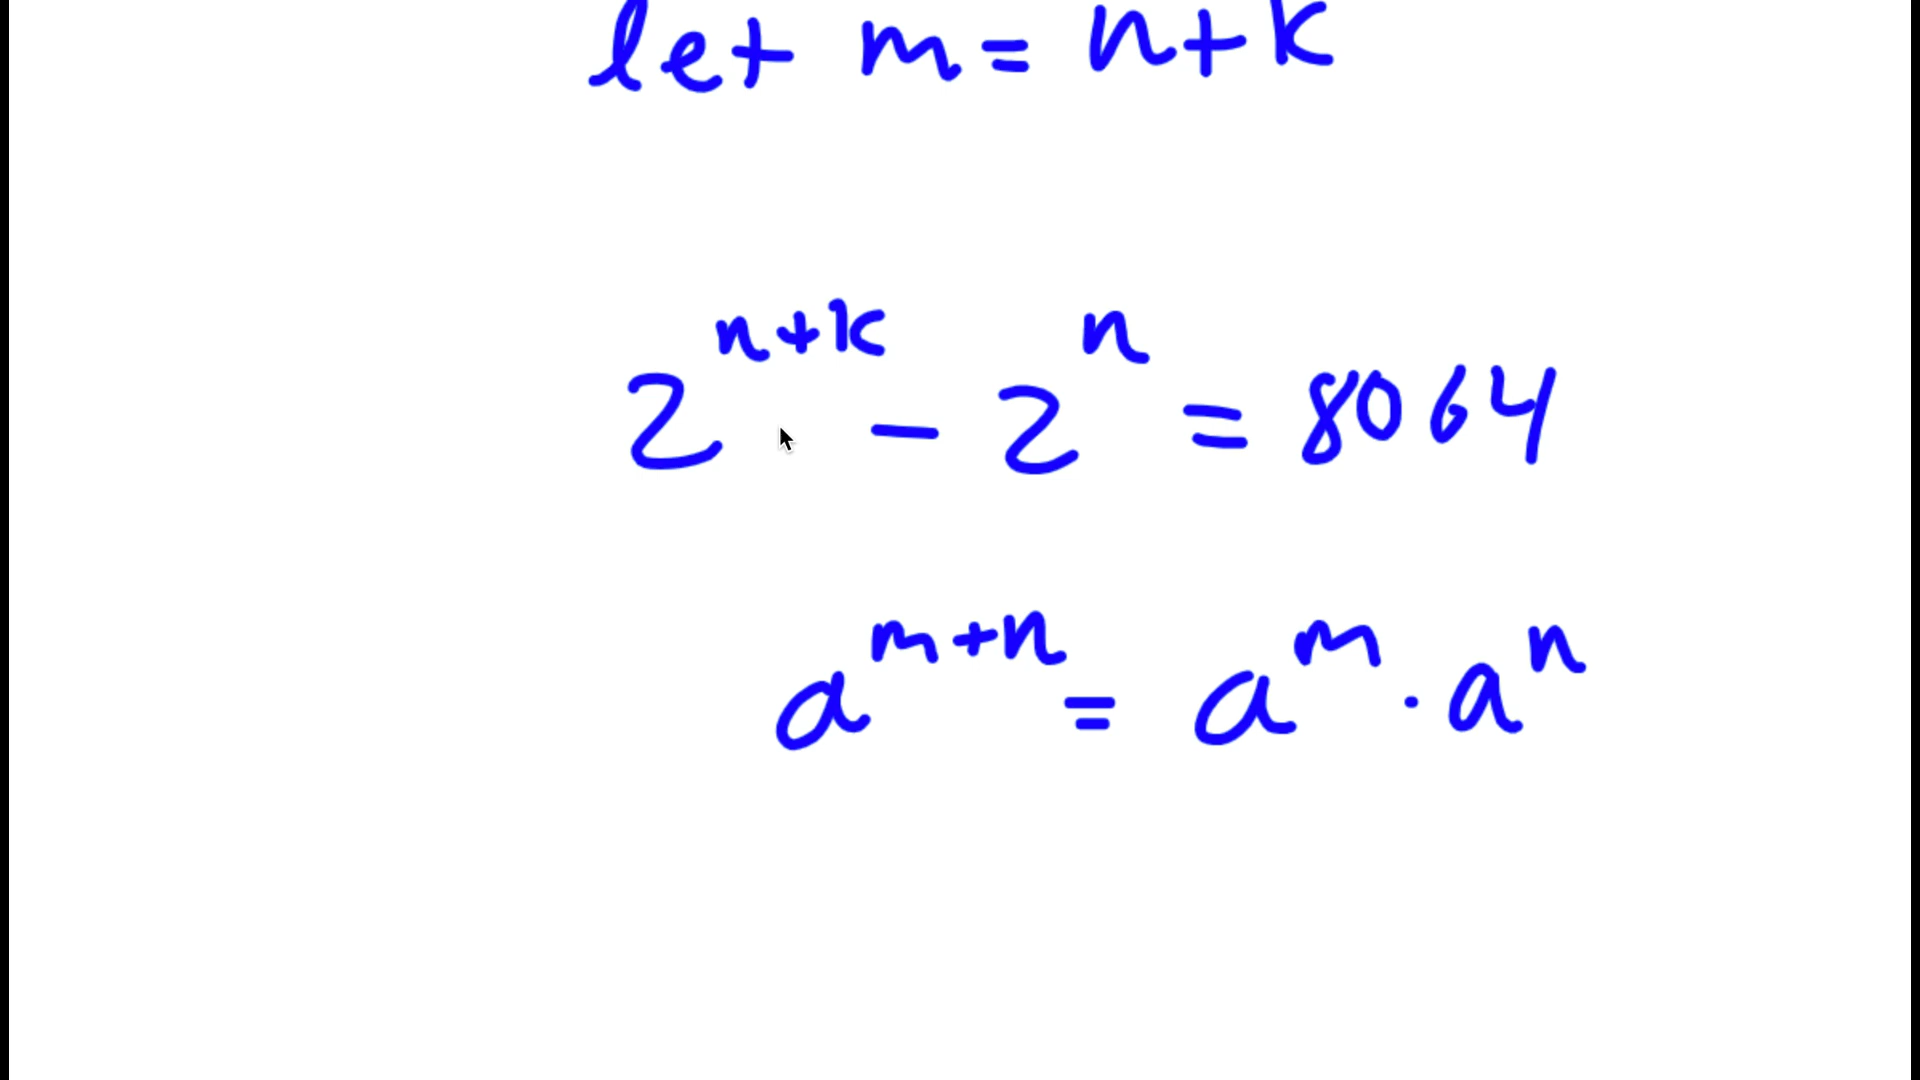 let m = n+k
2^{n+k} - 2^n = 8064
a^{m+n} = a^m · a^n